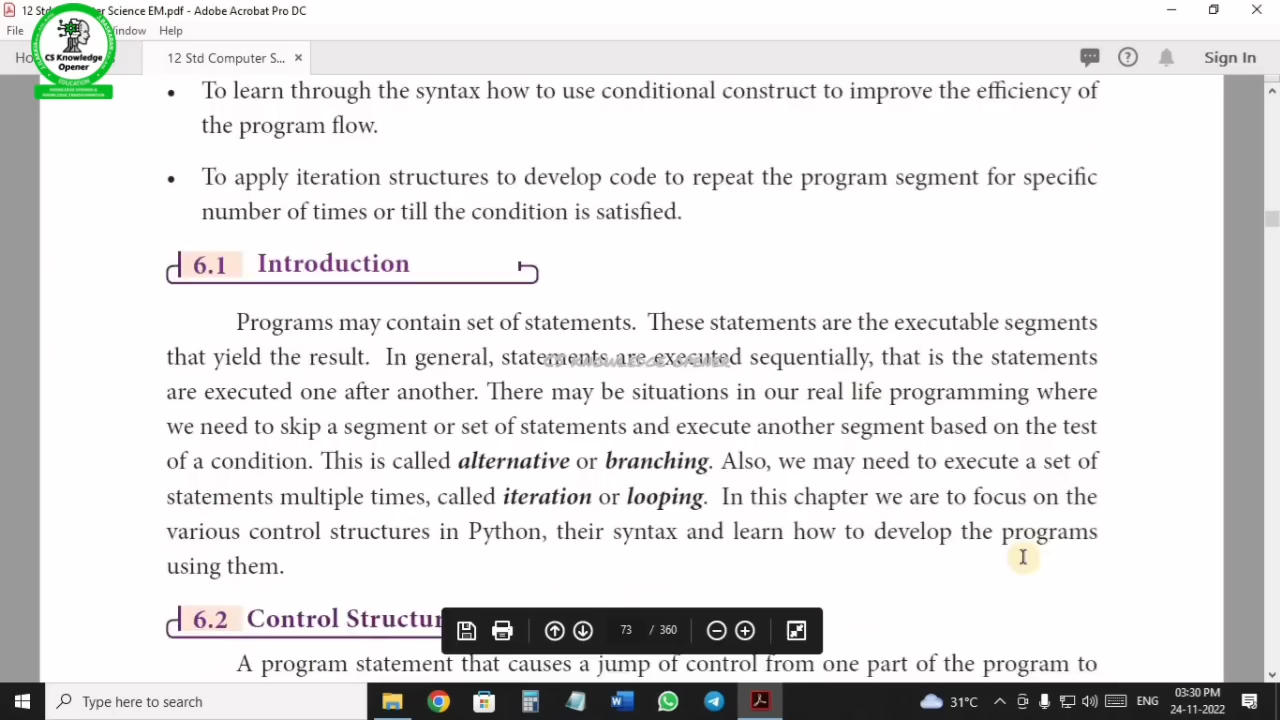 12 Std Computer Science EM.pdf - Adobe Acrobat Pro DC
File Window Help
12 Std Computer S... × Sign In
CS Knowledge
Opener
EDUCATION
• To learn through the syntax how to use conditional construct to improve the efficiency of
the program flow.
• To apply iteration structures to develop code to repeat the program segment for specific
number of times or till the condition is satisfied.
6.1 Introduction
Programs may contain set of statements. These statements are the executable segments
that yield the result. In general, statements are executed sequentially, that is the statements
CS KNOWLEDGE OPENER
are executed one after another. There may be situations in our real life programming where
we need to skip a segment or set of statements and execute another segment based on the test
of a condition. This is called alternative or branching. Also, we may need to execute a set of
statements multiple times, called iteration or looping. In this chapter we are to focus on the
various control structures in Python, their syntax and learn how to develop the programs
using them.
6.2 Control Structur
73 / 360
A program statement that causes a jump of control from one part of the program to
Type here to search
31°C ENG
03:30 PM
24-11-2022